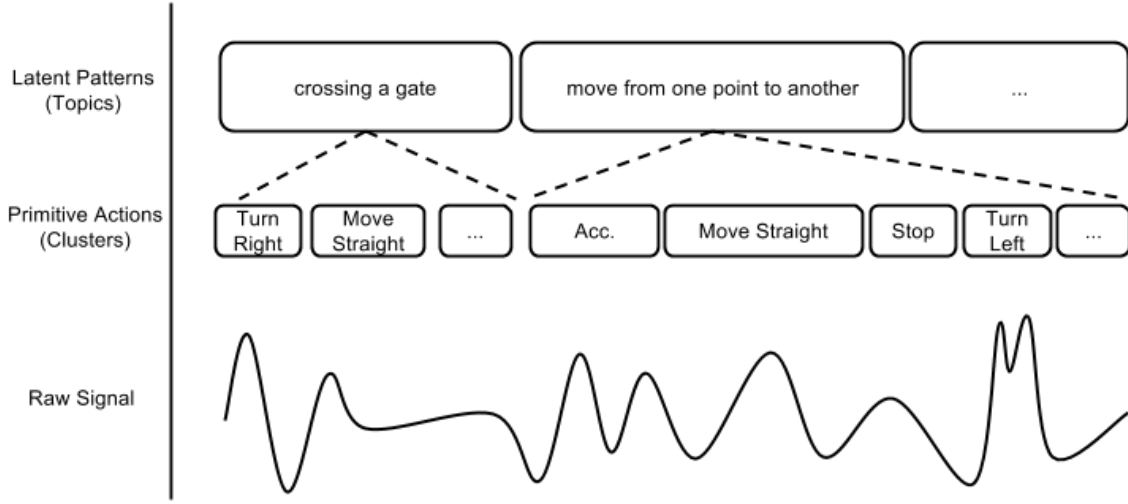 Latent Patterns
(Topics)
crossing a gate
move from one point to another
...
Primitive Actions
(Clusters)
Turn
Right
Move
Straight
...
Acc.
Move Straight
Stop
Turn
Left
...
Raw Signal